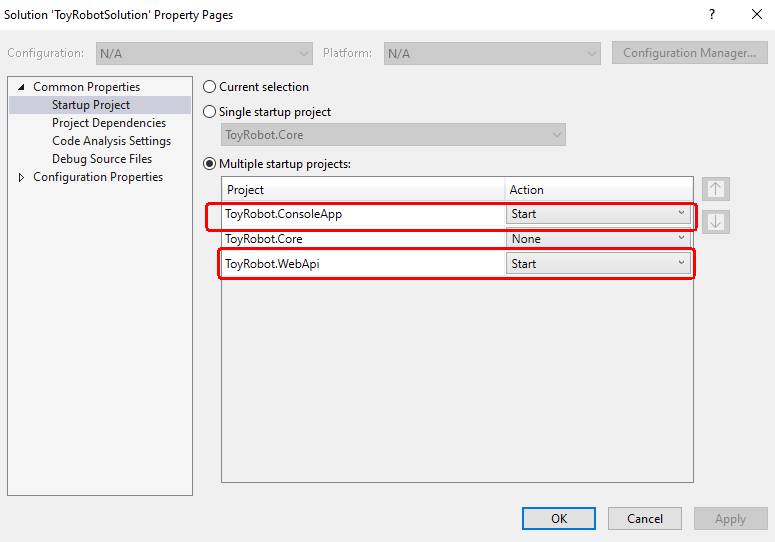 Solution 'ToyRobotSolution' Property Pages
?
Configuration: N/A Platform: N/A Configuration Manager...
Common Properties
Startup Project
Project Dependencies
Code Analysis Settings
Debug Source Files
Configuration Properties
Current selection
Single startup project
ToyRobot.Core
Multiple startup projects:
Project Action
ToyRobot.ConsoleApp Start
ToyRobot.Core None
ToyRobot.WebApi Start
OK Cancel Apply